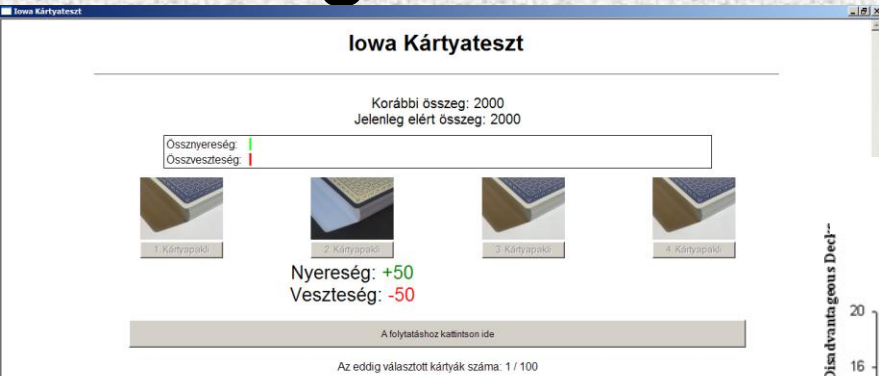 Iowa Kártyateszt
Iowa Kártyateszt
Korábbi összeg: 2000
Jelenleg elért összeg: 2000
Össznyereség:
Összveszteség:
1 Kártyapakli
2 Kártyapakli
3 Kártyapakli
4 Kártyapakli
Nyereség: +50
Veszteség: -50
A folytatáshoz kattintson ide
Az eddig választott kártyák száma: 1 / 100
Disadvantageous Deck--
20
16